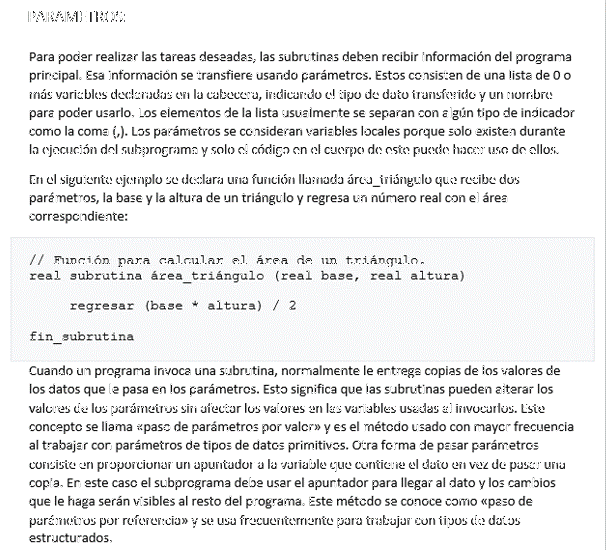 PARÁMETROS
Para poder realizar las tareas deseadas, las subrutinas deben recibir información del programa
principal. Esa información se transfiere usando parámetros. Estos consisten de una lista de 0 o
más variables declaradas en la cabecera, indicando el tipo de dato transferido y un nombre
para poder usarlo. Los elementos de la lista usualmente se separan con algún tipo de indicador
como la coma (,). Los parámetros se consideran variables locales porque solo existen durante
la ejecución del subprograma y solo el código en el cuerpo de este puede hacer uso de ellos.
En el siguiente ejemplo se declara una función llamada área_triángulo que recibe dos
parámetros, la base y la altura de un triángulo y regresa un número real con el área
correspondiente:
// Función para calcular el área de un triángulo.
real subrutina área_triángulo (real base, real altura)
regresar (base * altura) / 2
fin_subrutina
Cuando un programa invoca una subrutina, normalmente le entrega copias de los valores de
los datos que le pasa en los parámetros. Esto significa que las subrutinas pueden alterar los
valores de los parámetros sin afectar los valores en las variables usadas al invocarlos. Este
concepto se llama «paso de parámetros por valor» y es el método usado con mayor frecuencia
al trabajar con parámetros de tipos de datos primitivos. Otra forma de pasar parámetros
consiste en proporcionar un apuntador a la variable que contiene el dato en vez de pasar una
copia. En este caso el subprograma debe usar el apuntador para llegar al dato y los cambios
que le haga serán visibles al resto del programa. Este método se conoce como «paso de
parámetros por referencia» y se usa frecuentemente para trabajar con tipos de datos
estructurados.